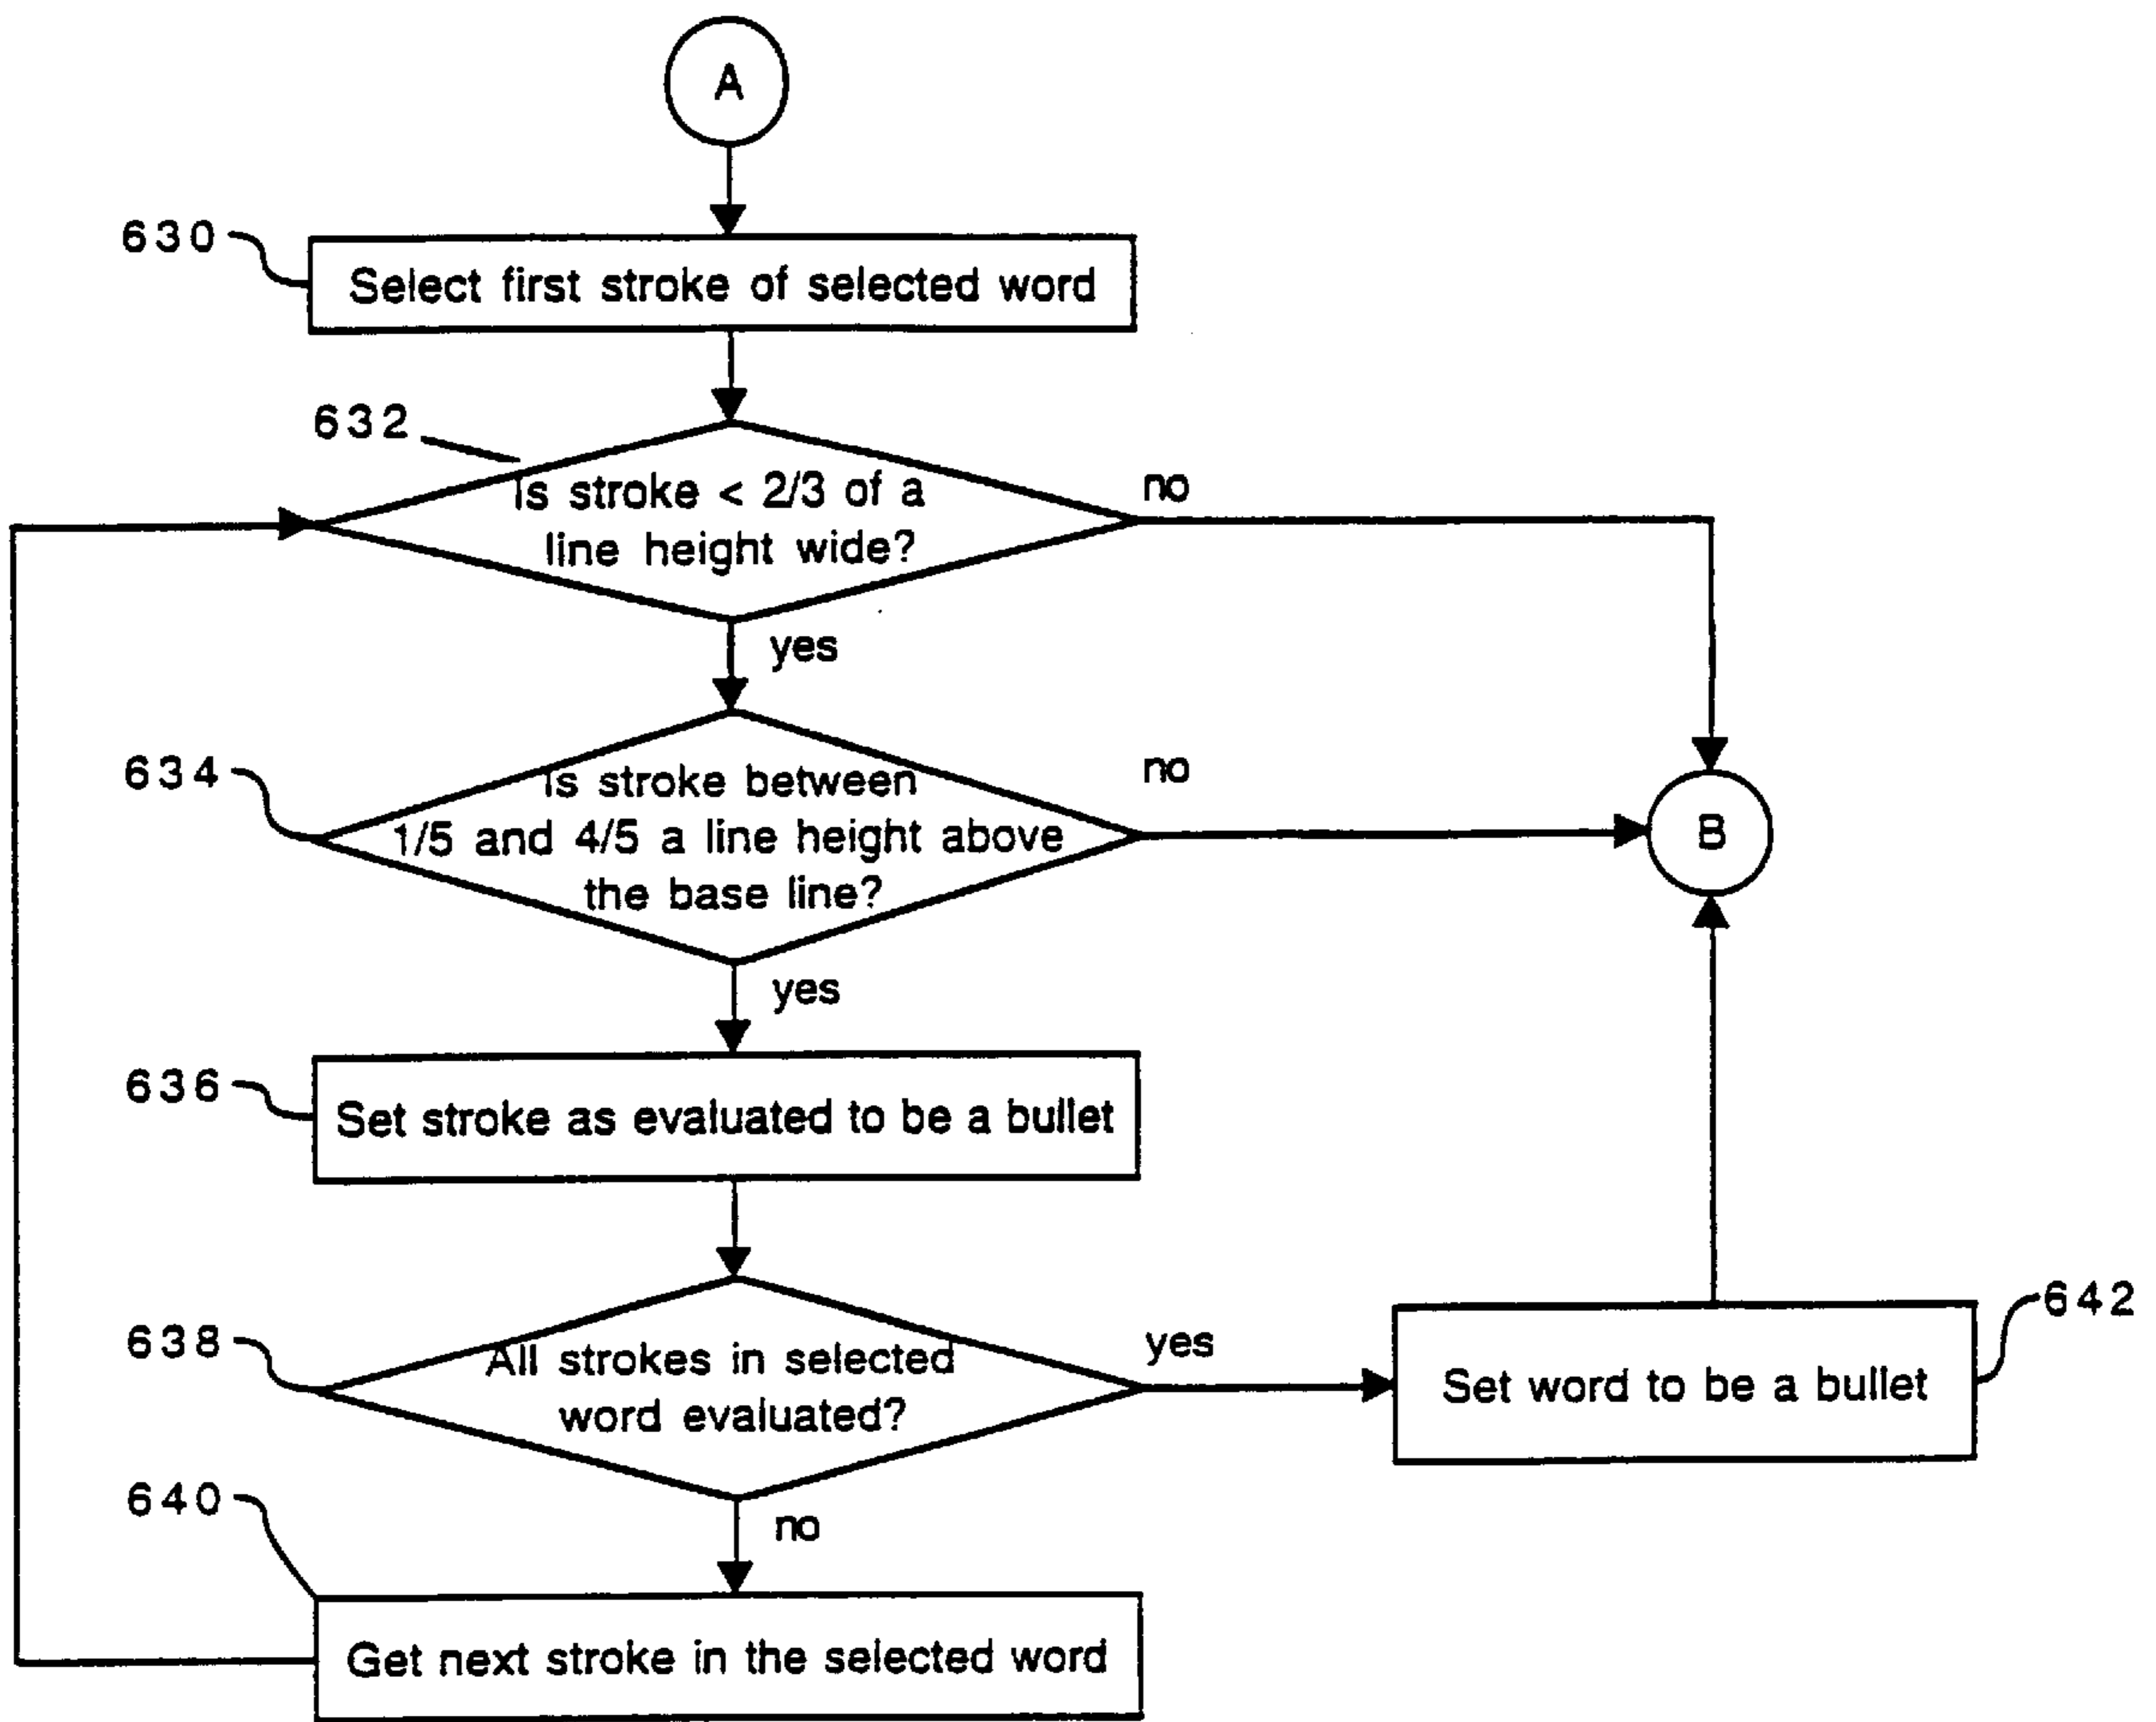 A
630
Select first stroke of selected word
632
Is stroke < 2/3 of a
line height wide?
no
yes
634
Is stroke between
1/5 and 4/5 a line height above
the base line?
no
B
yes
636
Set stroke as evaluated to be a bullet
638
All strokes in selected
word evaluated?
yes
642
Set word to be a bullet
640
no
Get next stroke in the selected word